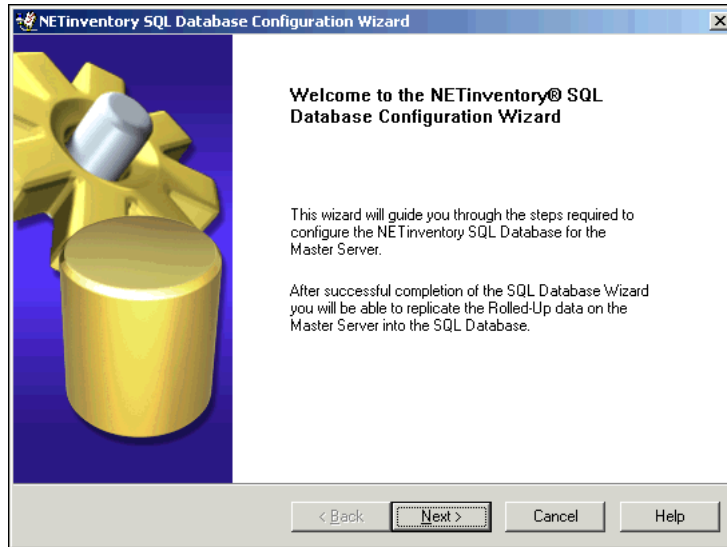 NETinventory SQL Database Configuration Wizard
Welcome to the NETinventory® SQL
Database Configuration Wizard
This wizard will guide you through the steps required to
configure the NETinventory SQL Database for the
Master Server.
After successful completion of the SQL Database Wizard
you will be able to replicate the Rolled-Up data on the
Master Server into the SQL Database.
< Back
Next >
Cancel
Help